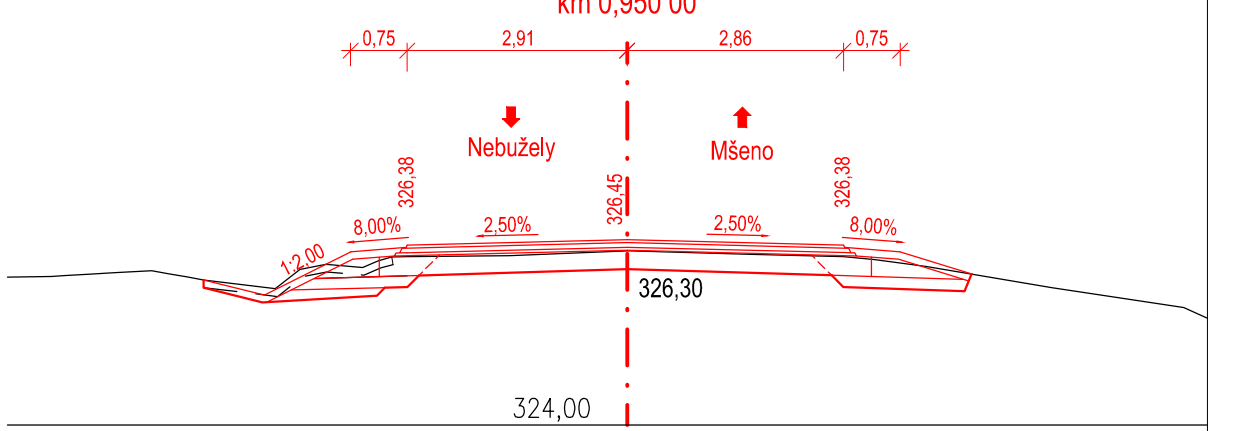 km 0,950 00
0,75 2,91 2,86 0,75
Nebužely Mšeno
326,38 326,45 326,38
8,00% 2,50% 2,50% 8,00%
1:2,00
326,30
324,00